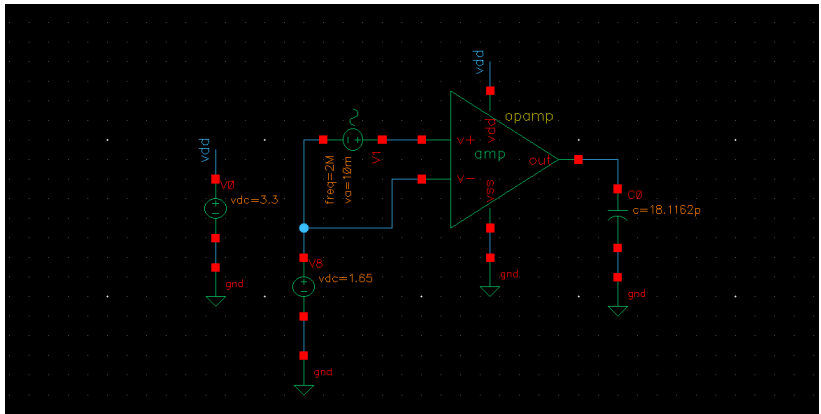 vdd
opamp
vdd
v+
amp
V1
freq=2M
va=10m
vdd
V10
vdc=3.3
v-
out
vss
C0
c=18.1162p
V8
vdc=1.65
gnd
gnd
gnd
gnd